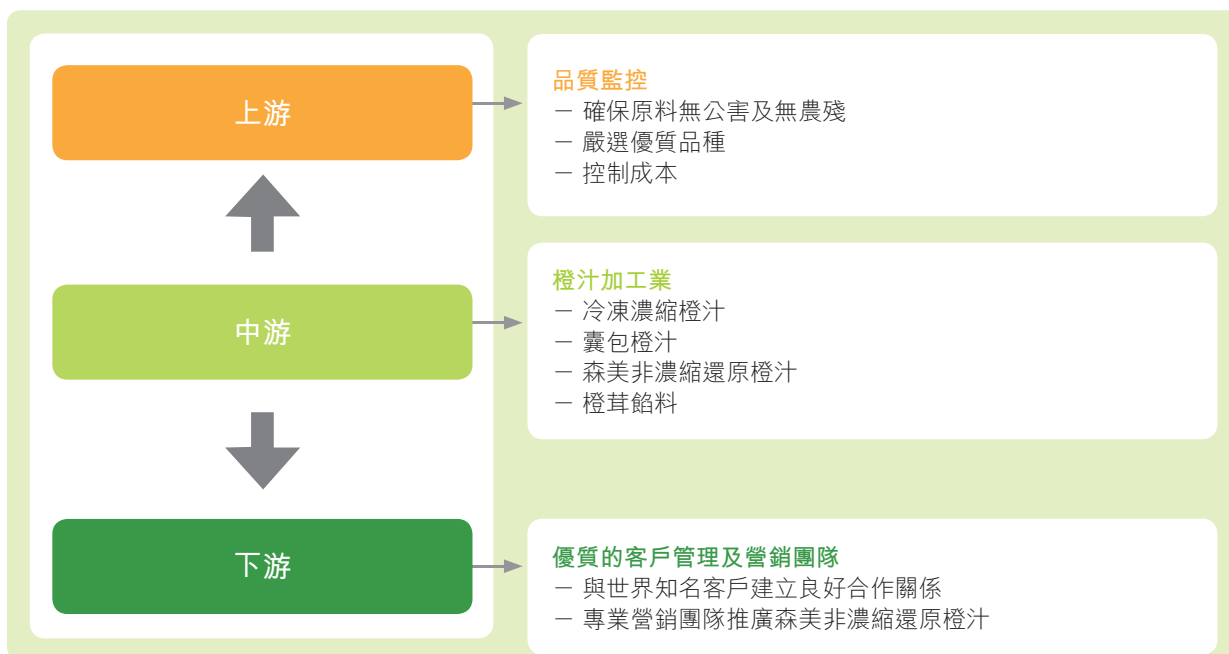 上游
品質監控
－ 確保原料無公害及無農殘
－ 嚴選優質品種
－ 控制成本
中游
橙汁加工業
－ 冷凍濃縮橙汁
－ 囊包橙汁
－ 森美非濃縮還原橙汁
－ 橙茸餡料
下游
優質的客戶管理及營銷團隊
－ 與世界知名客戶建立良好合作關係
－ 專業營銷團隊推廣森美非濃縮還原橙汁